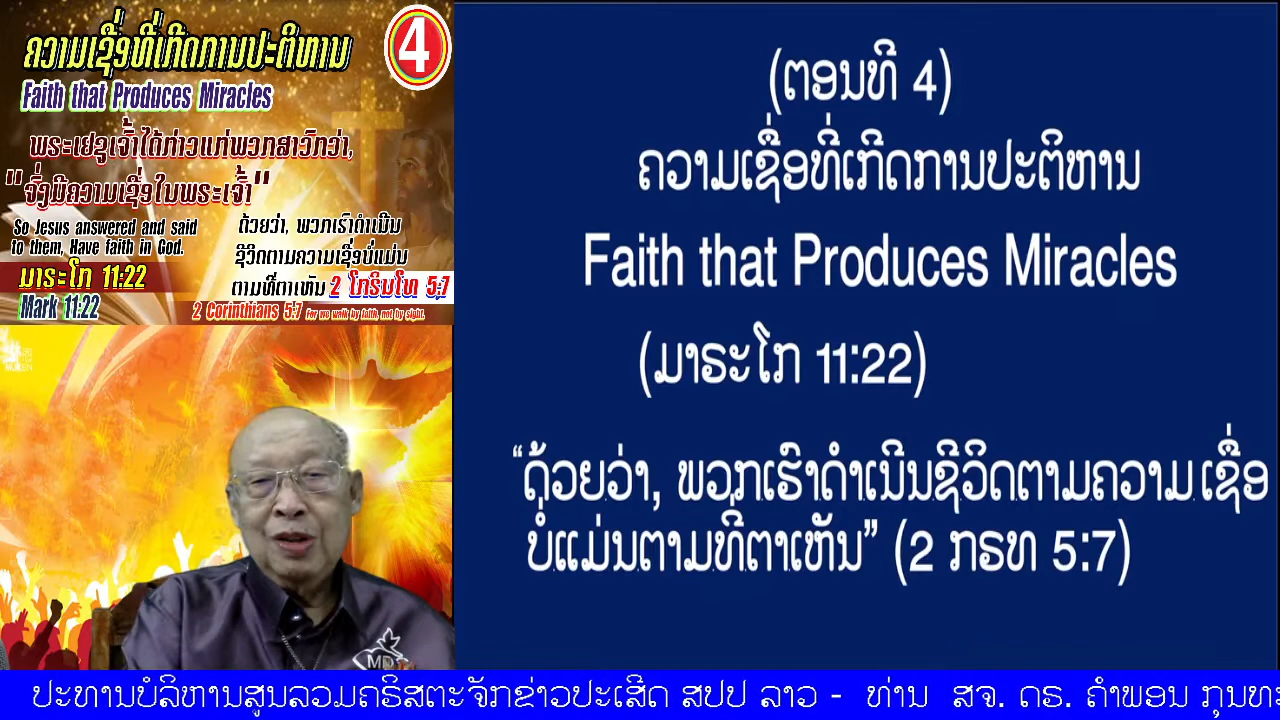 ຄວາມເຊື່ອທີ່ເກີດການປະຕິຫານ
4
Faith that Produces Miracles
ພຣະເຢຊູເຈົ້າໄດ້ກ່າວແກ່ພວກສາວົກວ່າ,
"ຈົ່ງມີຄວາມເຊື່ອໃນພຣະເຈົ້າ"
So Jesus answered and said
to them, Have faith in God.
ມາຣະໂກ 11:22
Mark 11:22
ດ້ວຍວ່າ, ພວກເຮົາດຳເນີນ
ຊີວິດຕາມຄວາມເຊື່ອບໍ່ແມ່ນ
ຕາມທີ່ຕາເຫັນ 2 ໂກຣິນໂທ 5:7
2 Corinthians 5:7 For we walk by faith, not by sight.
(ຕອນທີ 4)
ຄວາມເຊື່ອທີ່ເກີດການປະຕິຫານ
Faith that Produces Miracles
(ມາຣະໂກ 11:22)
“ດ້ວຍວ່າ, ພວກເຮົາດຳເນີນຊີວິດຕາມຄວາມເຊື່ອ
ບໍ່ແມ່ນຕາມທີ່ຕາເຫັນ” (2 ກຣທ 5:7)
ປະທານບໍລິຫານສູນລວມຄຣິສຕະຈັກຂ່າວປະເສີດ ສປປ ລາວ - ທ່ານ ສຈ. ດຣ. ຄຳພອນ